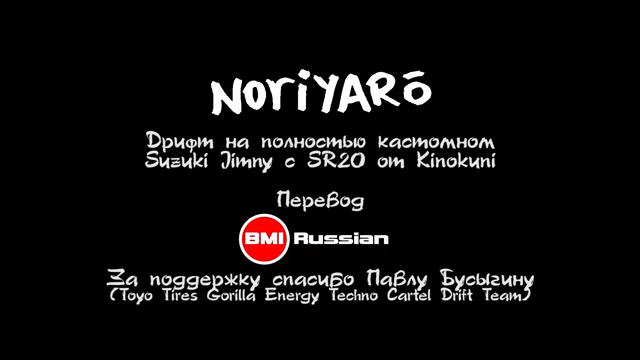 NoriYARō
Дрифт на полностью кастомном
Suzuki Jimny с SR20 от Kinokuni
Перевод
BMI Russian
За поддержку спасибо Павлу Бусыгину
(Toyo Tires Gorilla Energy Techno Cartel Drift Team)